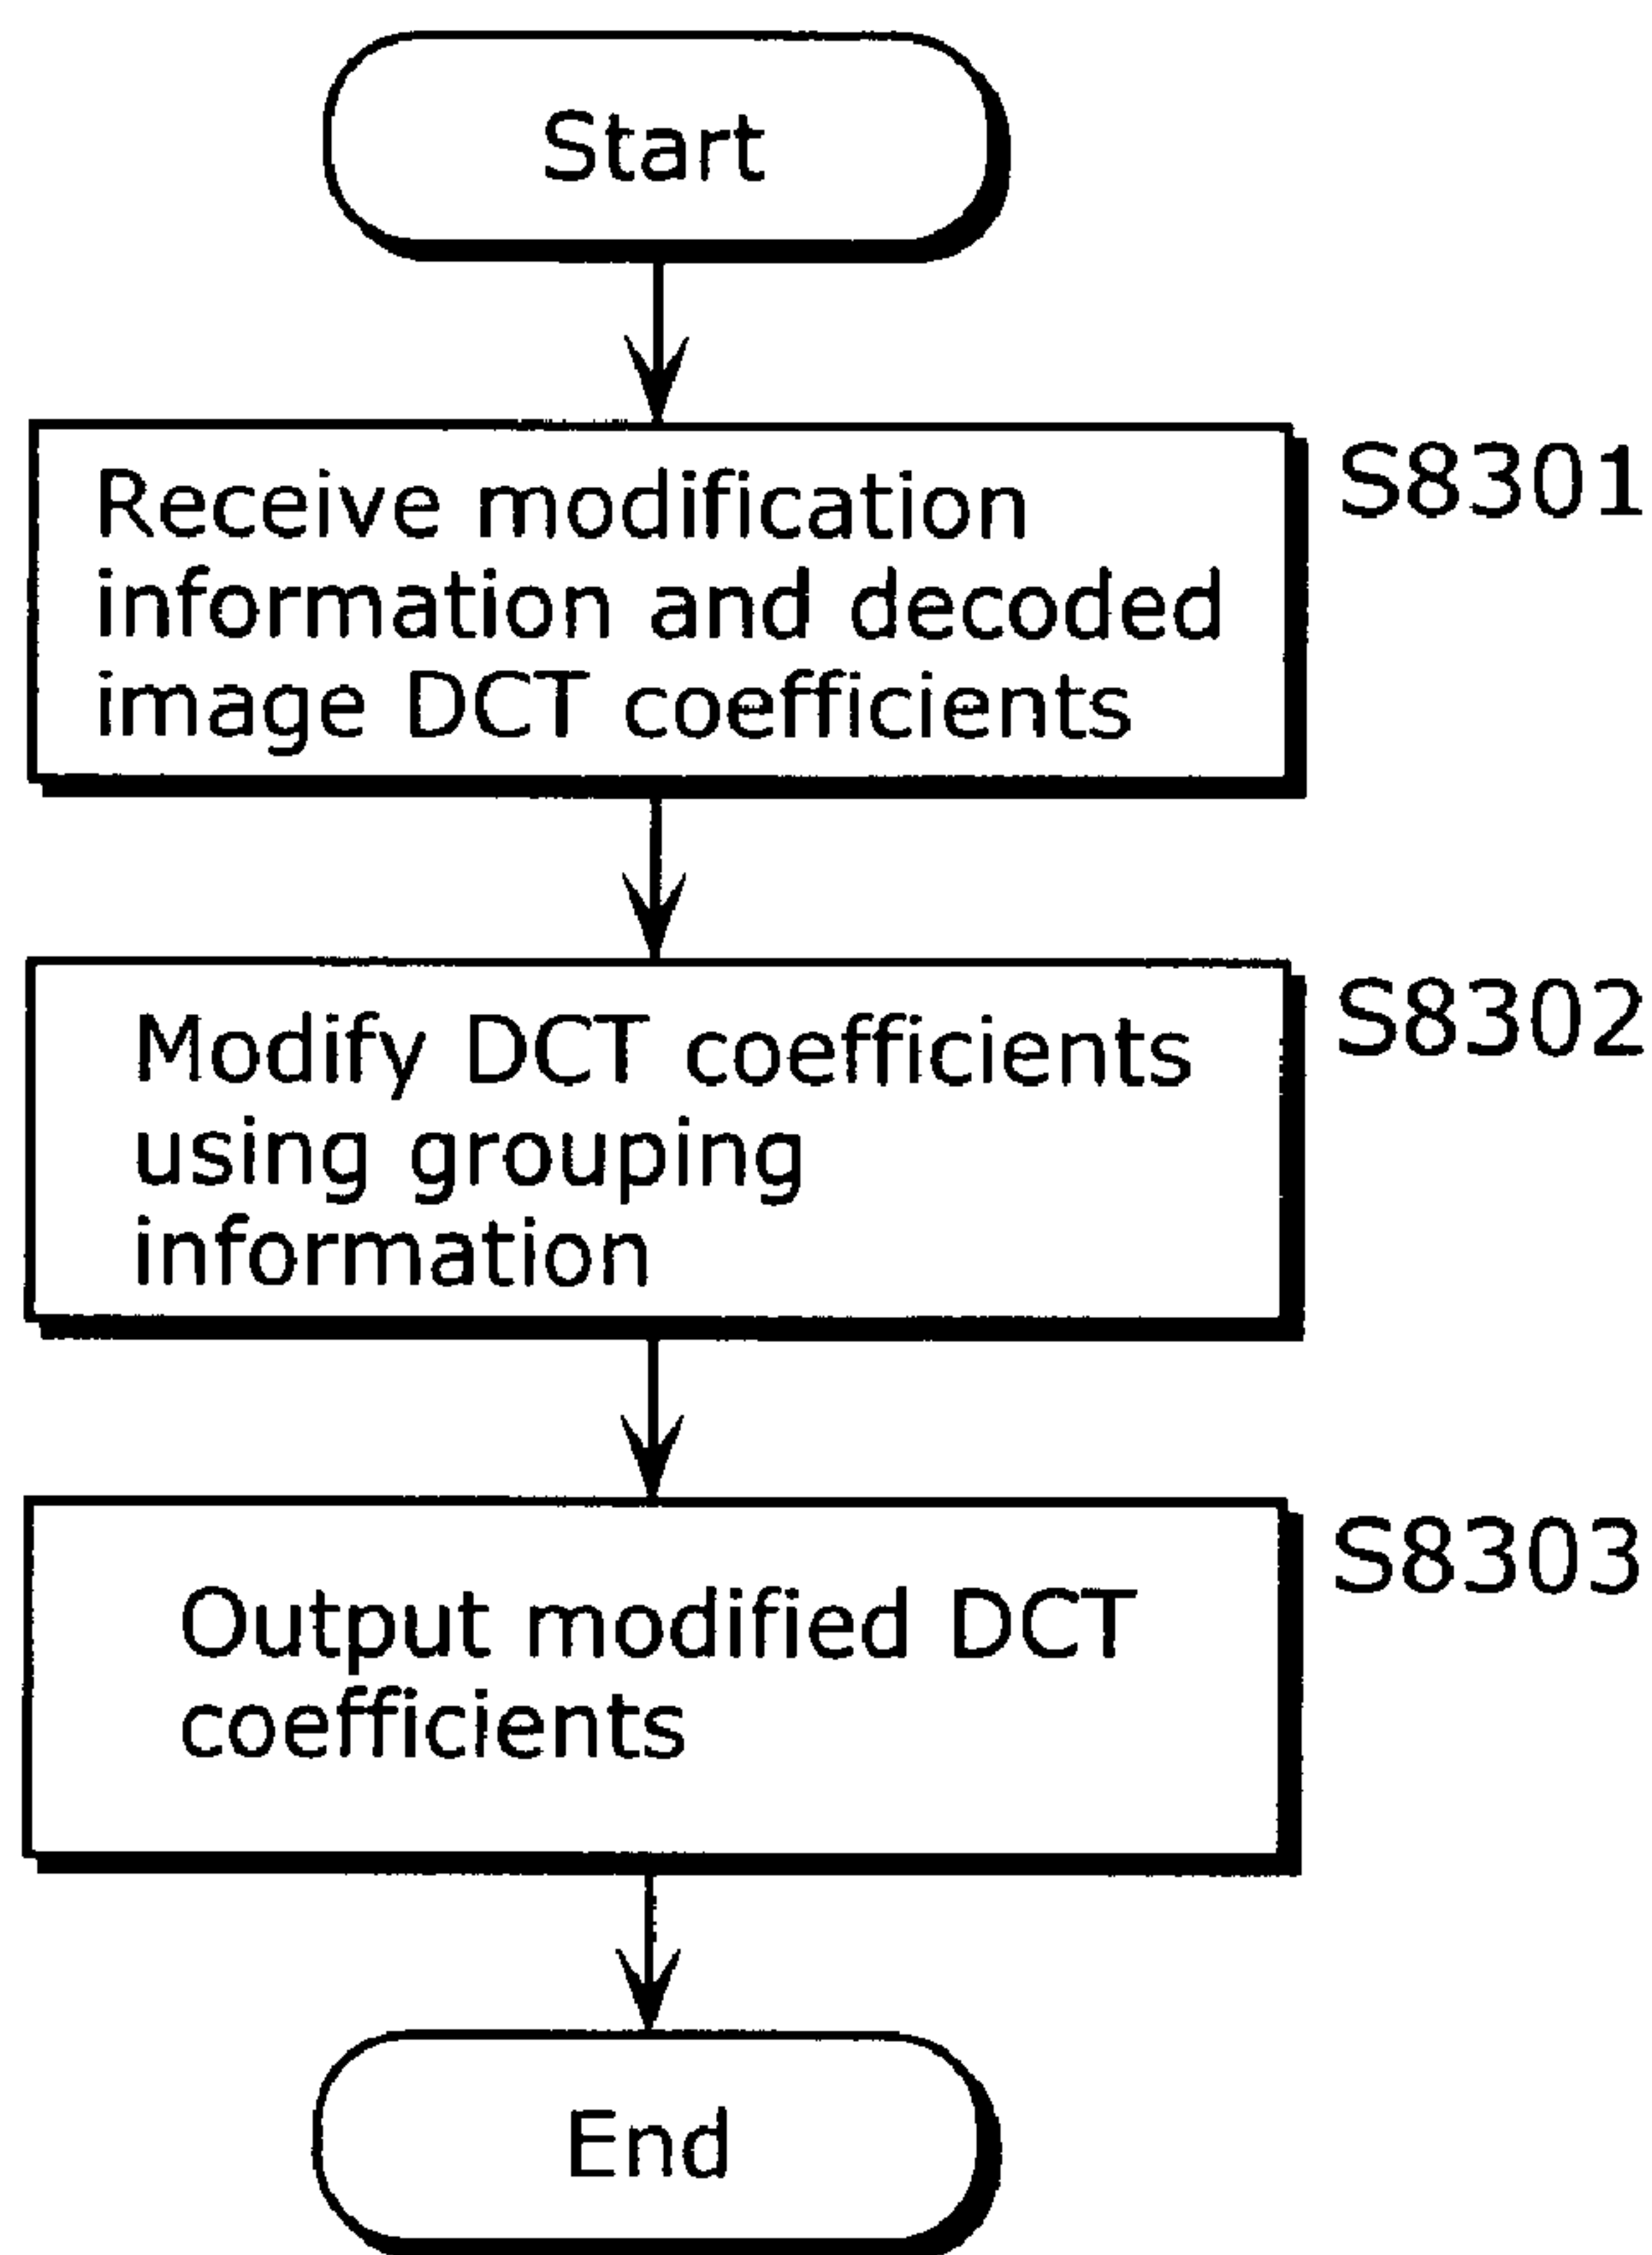 Start
S8301
Receive modification
information and decoded
image DCT coefficients
S8302
Modify DCT coefficients
using grouping
information
S8303
Output modified DCT
coefficients
End